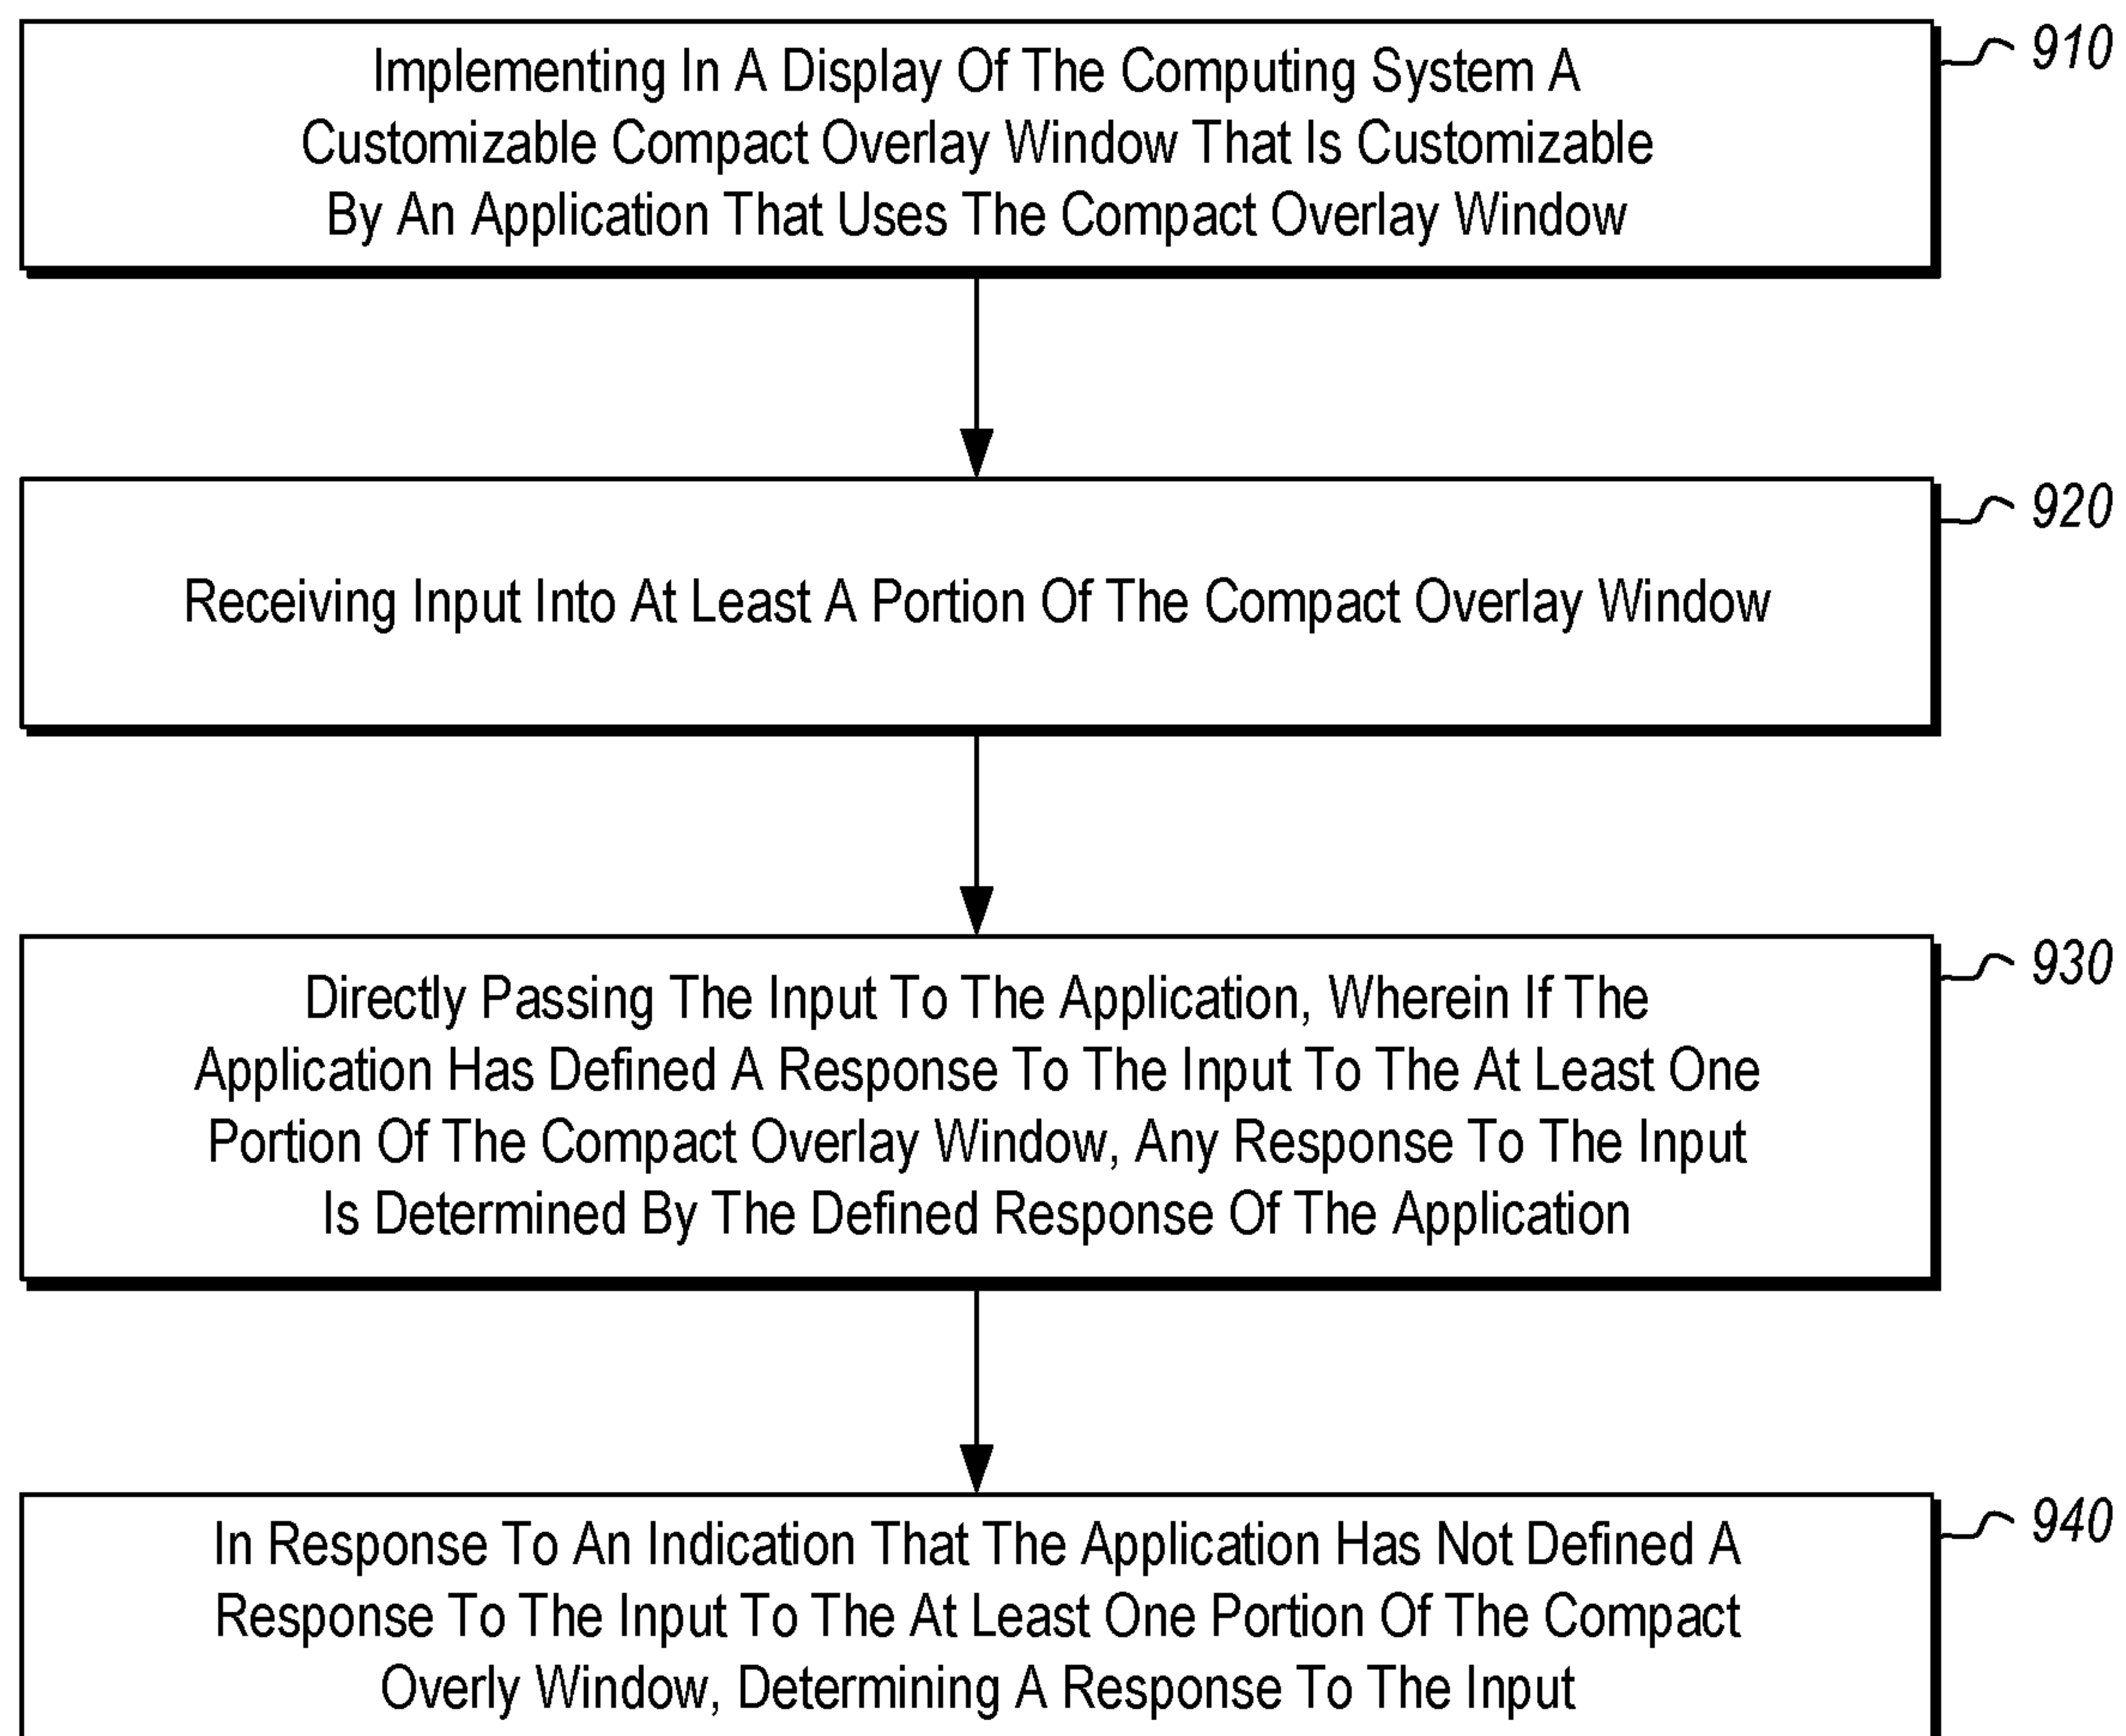 Implementing In A Display Of The Computing System A
Customizable Compact Overlay Window That Is Customizable
By An Application That Uses The Compact Overlay Window
910
Receiving Input Into At Least A Portion Of The Compact Overlay Window
920
Directly Passing The Input To The Application, Wherein If The
Application Has Defined A Response To The Input To The At Least One
Portion Of The Compact Overlay Window, Any Response To The Input
Is Determined By The Defined Response Of The Application
930
In Response To An Indication That The Application Has Not Defined A
Response To The Input To The At Least One Portion Of The Compact
Overly Window, Determining A Response To The Input
940